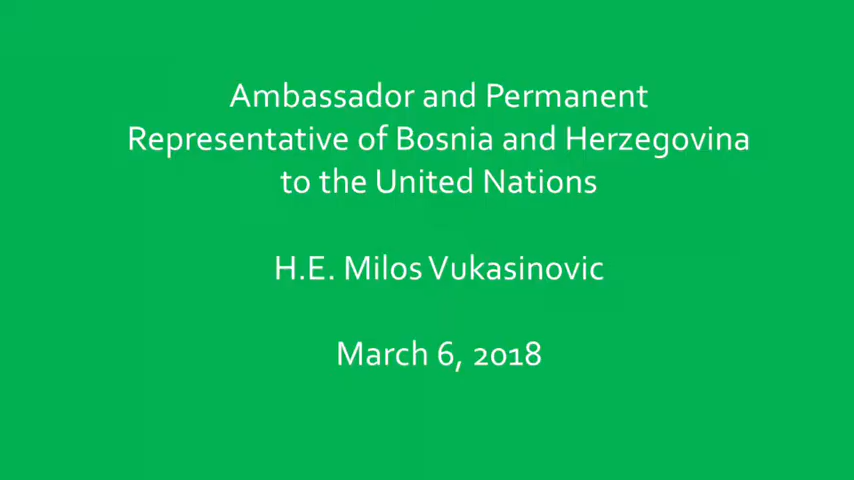 Ambassador and Permanent
Representative of Bosnia and Herzegovina
to the United Nations
H.E. Milos Vukasinovic
March 6, 2018